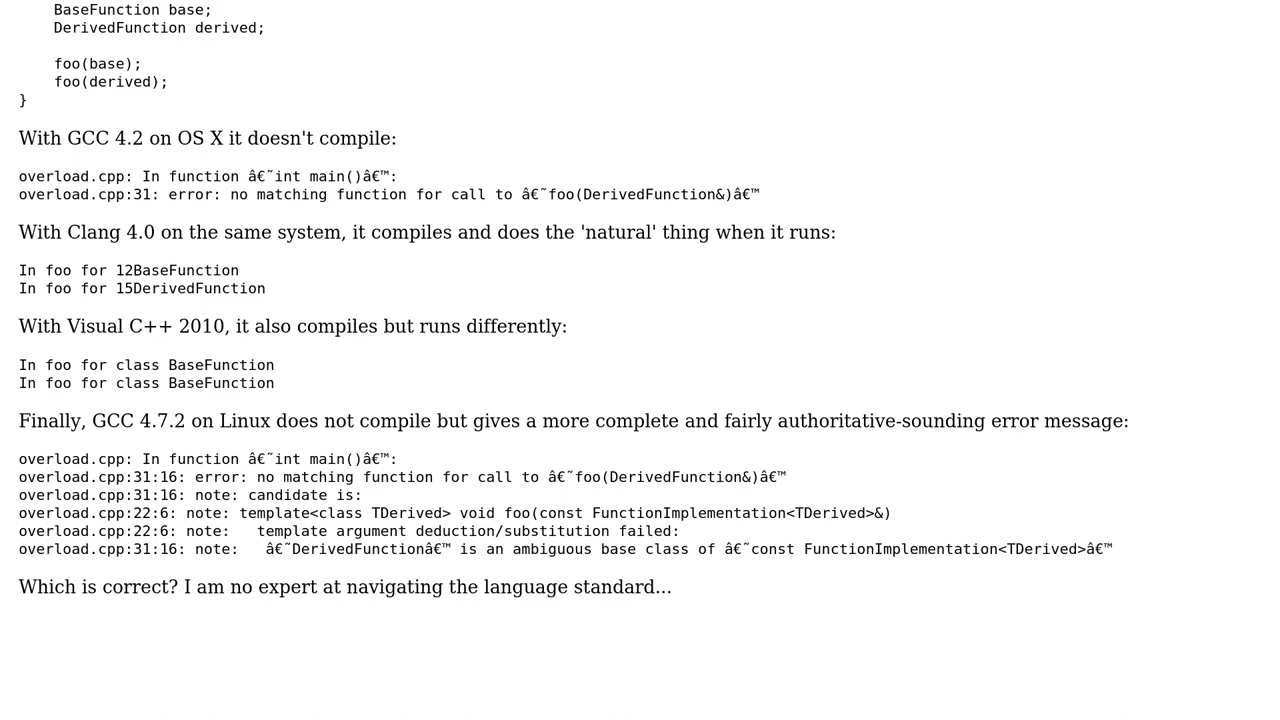 BaseFunction base;
DerivedFunction derived;
foo(base);
foo(derived);
}
With GCC 4.2 on OS X it doesn't compile:
overload.cpp: In function â€˜int main()â€™:
overload.cpp:31: error: no matching function for call to â€˜foo(DerivedFunction&)â€™
With Clang 4.0 on the same system, it compiles and does the 'natural' thing when it runs:
In foo for 12BaseFunction
In foo for 15DerivedFunction
With Visual C++ 2010, it also compiles but runs differently:
In foo for class BaseFunction
In foo for class BaseFunction
Finally, GCC 4.7.2 on Linux does not compile but gives a more complete and fairly authoritative-sounding error message:
overload.cpp: In function â€˜int main()â€™:
overload.cpp:31:16: error: no matching function for call to â€˜foo(DerivedFunction&)â€™
overload.cpp:31:16: note: candidate is:
overload.cpp:22:6: note: template<class TDerived> void foo(const FunctionImplementation<TDerived>&)
overload.cpp:22:6: note:   template argument deduction/substitution failed:
overload.cpp:31:16: note:   â€˜DerivedFunctionâ€™ is an ambiguous base class of â€˜const FunctionImplementation<TDerived>â€™
Which is correct? I am no expert at navigating the language standard...